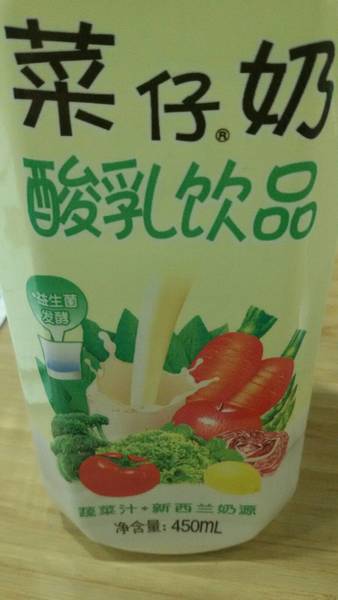 菜仔®奶
酸乳饮品
益生菌
发酵
蔬菜汁+新西兰奶源
净含量:450mL